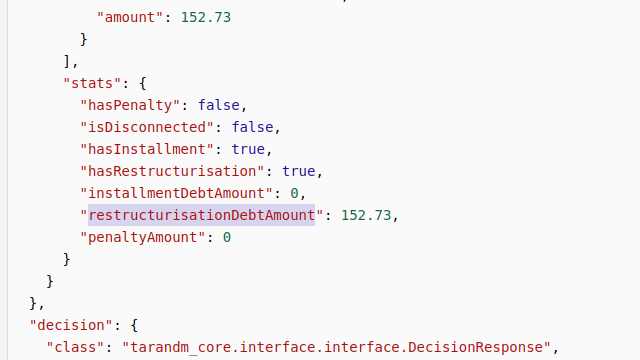 "amount": 152.73
}
],
"stats": {
"hasPenalty": false,
"isDisconnected": false,
"hasInstallment": true,
"hasRestructurisation": true,
"installmentDebtAmount": 0,
"restructurisationDebtAmount": 152.73,
"penaltyAmount": 0
}
}
},
"decision": {
"class": "tarandm_core.interface.interface.DecisionResponse",